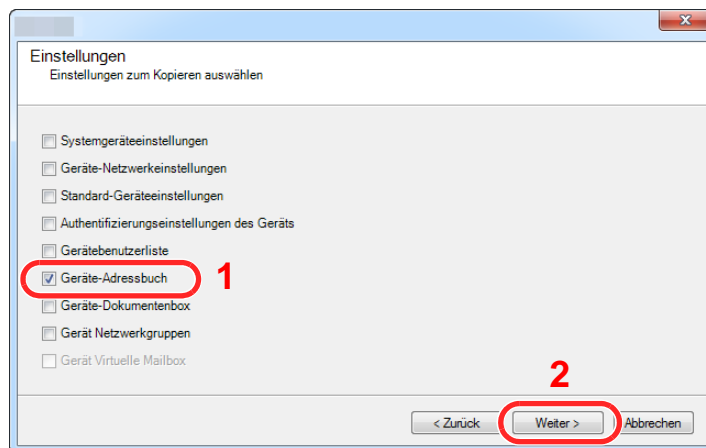 Einstellungen
Einstellungen zum Kopieren auswählen
Systemgeräteeinstellungen
Geräte-Netzwerkeinstellungen
Standard-Geräteeinstellungen
Authentifizierungseinstellungen des Geräts
Gerätebenutzerliste
Geräte-Adressbuch 1
Geräte-Dokumentenbox
Gerät Netzwerkgruppen
Gerät Virtuelle Mailbox
2
< Zurück Weiter > Abbrechen